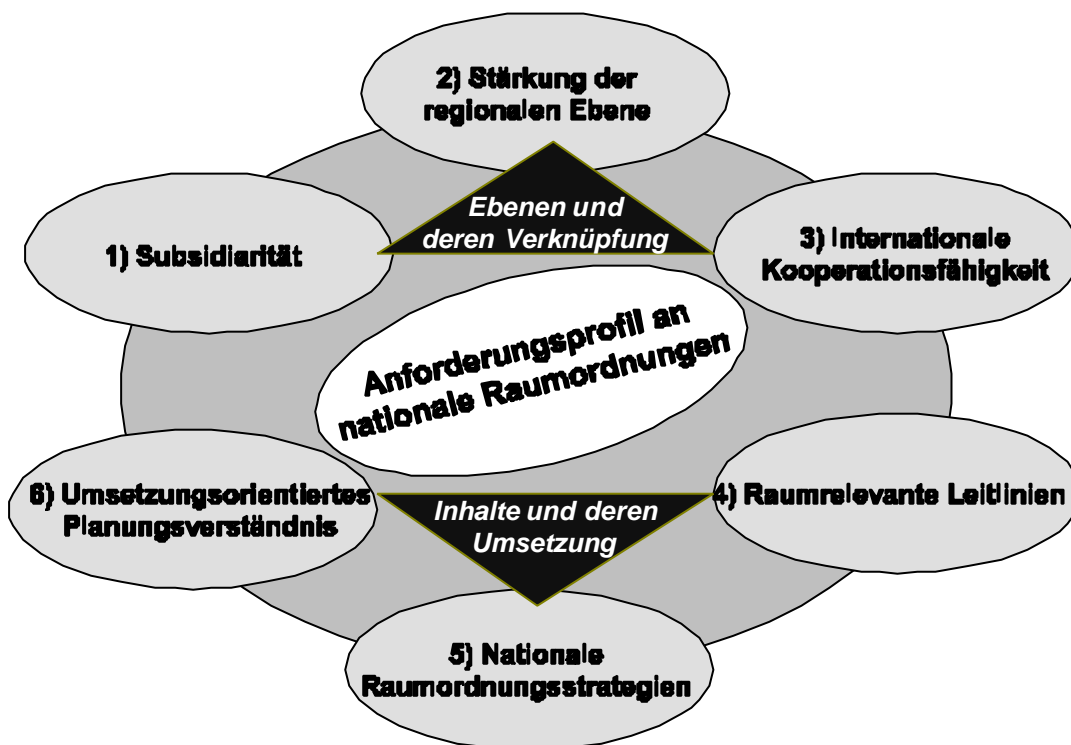 2) Stärkung der
regionalen Ebene
Ebenen und
deren Verknüpfung
1) Subsidiarität
3) Internationale
Kooperationsfähigkeit
Anforderungsprofil an
nationale Raumordnungen
6) Umsetzungsorientiertes
Planungsverständnis
Inhalte und deren
Umsetzung
4) Raumrelevante Leitlinien
5) Nationale
Raumordnungsstrategien